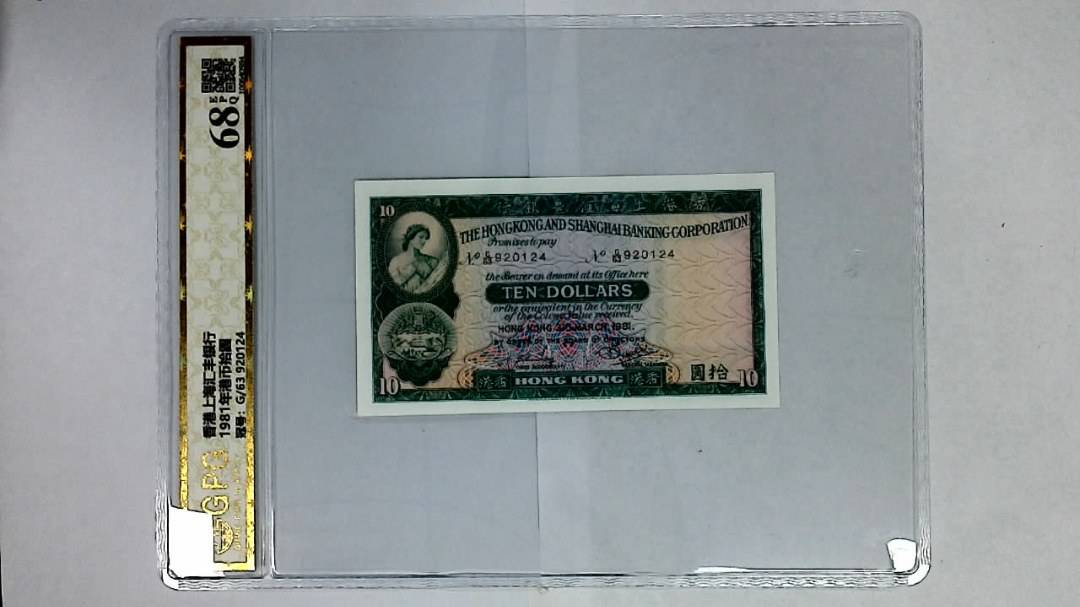 68
EPQ
香港上海汇丰银行
1981年港币拾圆
冠号: G/63 920124
GPG
10
THE HONGKONG AND SHANGHAI BANKING CORPORATION
Promises to pay
920124 920124
the Bearer on demand at its Office here
TEN DOLLARS
or the equivalent in the Currency
of the Colony, Value received.
HONG KONG 31ST MARCH 1981.
BY ORDER OF THE BOARD OF DIRECTORS
圓拾
10 HONG KONG 10